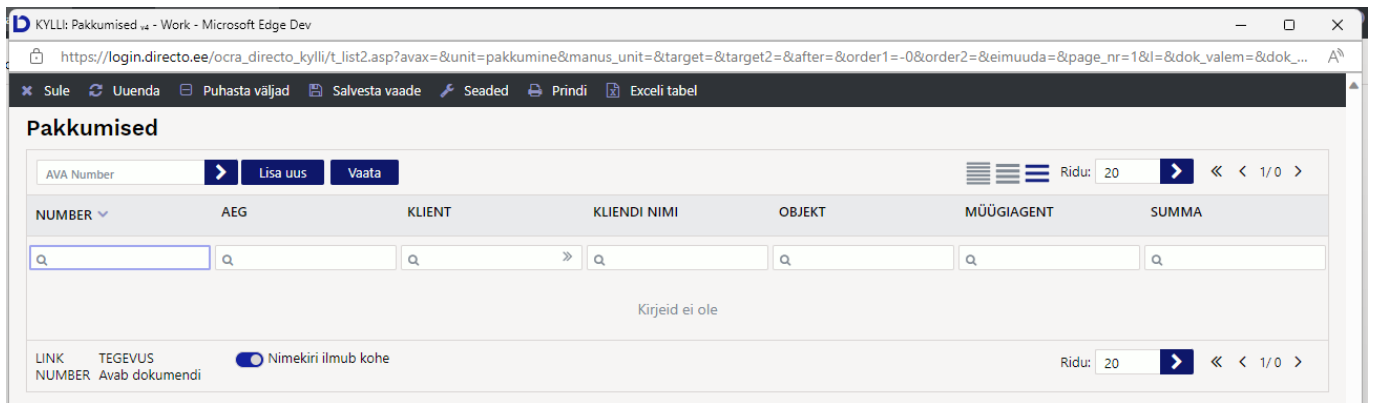 KYLLI: Pakkumised v4 - Work - Microsoft Edge Dev
https://login.directo.ee/ocra_directo_kylli/t_list2.asp?avax=&unit=pakkumine&manus_unit=&target=&target2=&after=&order1=-0&order2=&eimuuda=&page_nr=1&l=&dok_valem=&dok_...
Sule Uuenda Puhasta väljad Salvesta vaade Seaded Prindi Exceli tabel
Pakkumised
AVA Number Lisa uus Vaata Ridu: 20 1/0
NUMBER AEG KLIENT KLIENDI NIMI OBJEKT MÜÜGIAGENT SUMMA
Kirjeid ei ole
LINK TEGEVUS Nimekiri ilmub kohe Ridu: 20 1/0
NUMBER Avab dokumendi